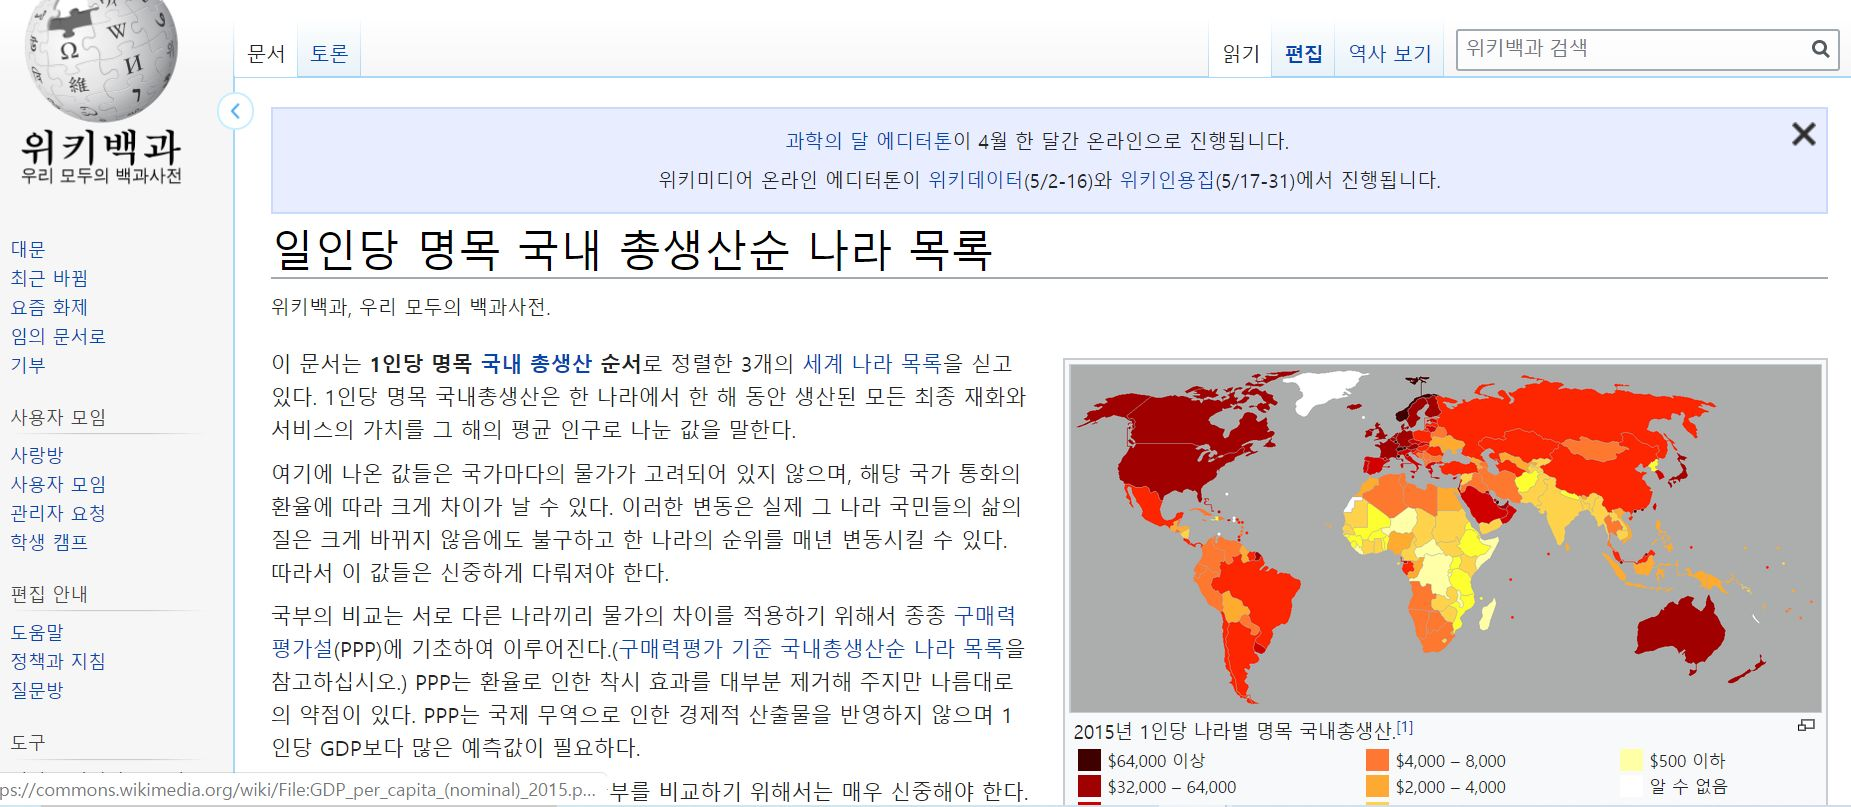 위키백과
우리 모두의 백과사전
문서
토론
읽기
편집
역사 보기
위키백과 검색
대문
최근 바뀜
요즘 화제
임의 문서로
기부
사용자 모임
사랑방
사용자 모임
관리자 요청
학생 캠프
편집 안내
도움말
정책과 지침
질문방
도구
과학의 달 에디터톤이 4월 한 달간 온라인으로 진행됩니다.
위키미디어 온라인 에디터톤이 위키데이터(5/2-16)와 위키인용집(5/17-31)에서 진행됩니다.
일인당 명목 국내 총생산순 나라 목록
위키백과, 우리 모두의 백과사전.
이 문서는 1인당 명목 국내 총생산 순서로 정렬한 3개의 세계 나라 목록을 싣고
있다. 1인당 명목 국내총생산은 한 나라에서 한 해 동안 생산된 모든 최종 재화와
서비스의 가치를 그 해의 평균 인구로 나눈 값을 말한다.
여기에 나온 값들은 국가마다의 물가가 고려되어 있지 않으며, 해당 국가 통화의
환율에 따라 크게 차이가 날 수 있다. 이러한 변동은 실제 그 나라 국민들의 삶의
질은 크게 바뀌지 않음에도 불구하고 한 나라의 순위를 매년 변동시킬 수 있다.
따라서 이 값들은 신중하게 다뤄져야 한다.
국부의 비교는 서로 다른 나라끼리 물가의 차이를 적용하기 위해서 종종 구매력
평가설(PPP)에 기초하여 이루어진다.(구매력평가 기준 국내총생산순 나라 목록을
참고하십시오.) PPP는 환율로 인한 착시 효과를 대부분 제거해 주지만 나름대로
의 약점이 있다. PPP는 국제 무역으로 인한 경제적 산출물을 반영하지 않으며 1
인당 GDP보다 많은 예측값이 필요하다.
부를 비교하기 위해서는 매우 신중해야 한다.
2015년 1인당 나라별 명목 국내총생산.[1]
$64,000 이상
$32,000 – 64,000
$4,000 – 8,000
$2,000 – 4,000
$500 이하
알 수 없음
ps://commons.wikimedia.org/wiki/File:GDP_per_capita_(nominal)_2015.p...